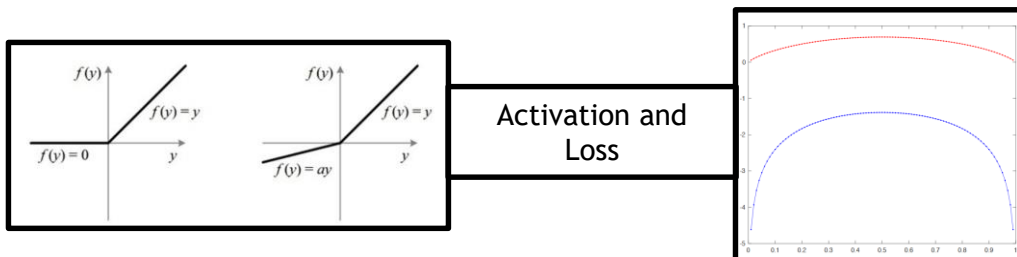 f(y)
f(y) = y
f(y) = 0
y
f(y)
f(y) = y
f(y) = ay
y
Activation and
Loss
1
0
-1
-2
-3
-4
-5
0 0.1 0.2 0.3 0.4 0.5 0.6 0.7 0.8 0.9 1